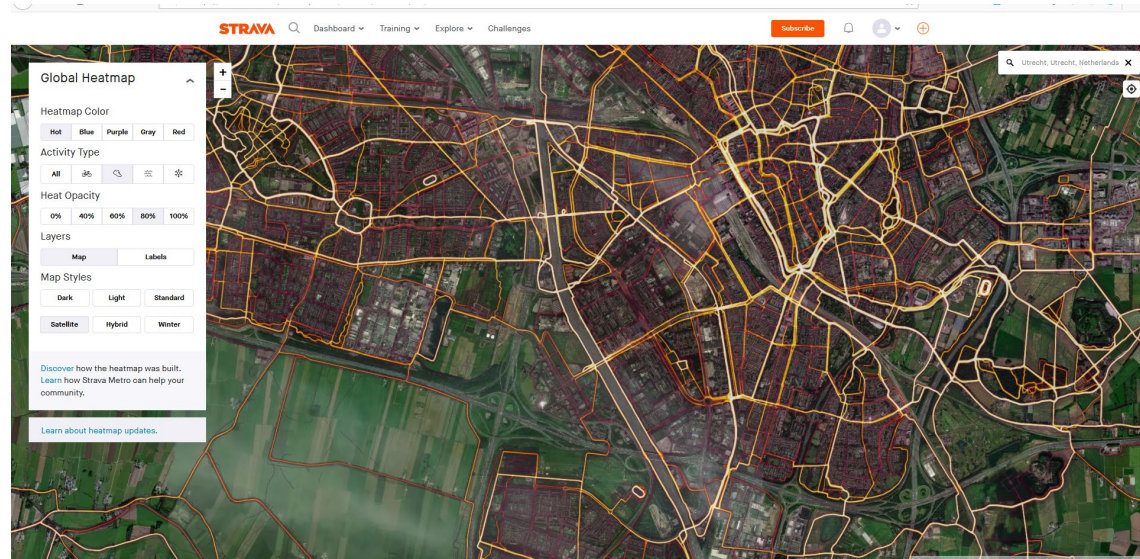 STRAVA Dashboard Training Explore Challenges Subscribe
Global Heatmap
+
-
Utrecht, Utrecht, Netherlands X
Heatmap Color
Hot Blue Purple Gray Red
Activity Type
All
Heat Opacity
0% 40% 60% 80% 100%
Layers
Map Labels
Map Styles
Dark Light Standard
Satellite Hybrid Winter
Discover how the heatmap was built.
Learn how Strava Metro can help your
community.
Learn about heatmap updates.